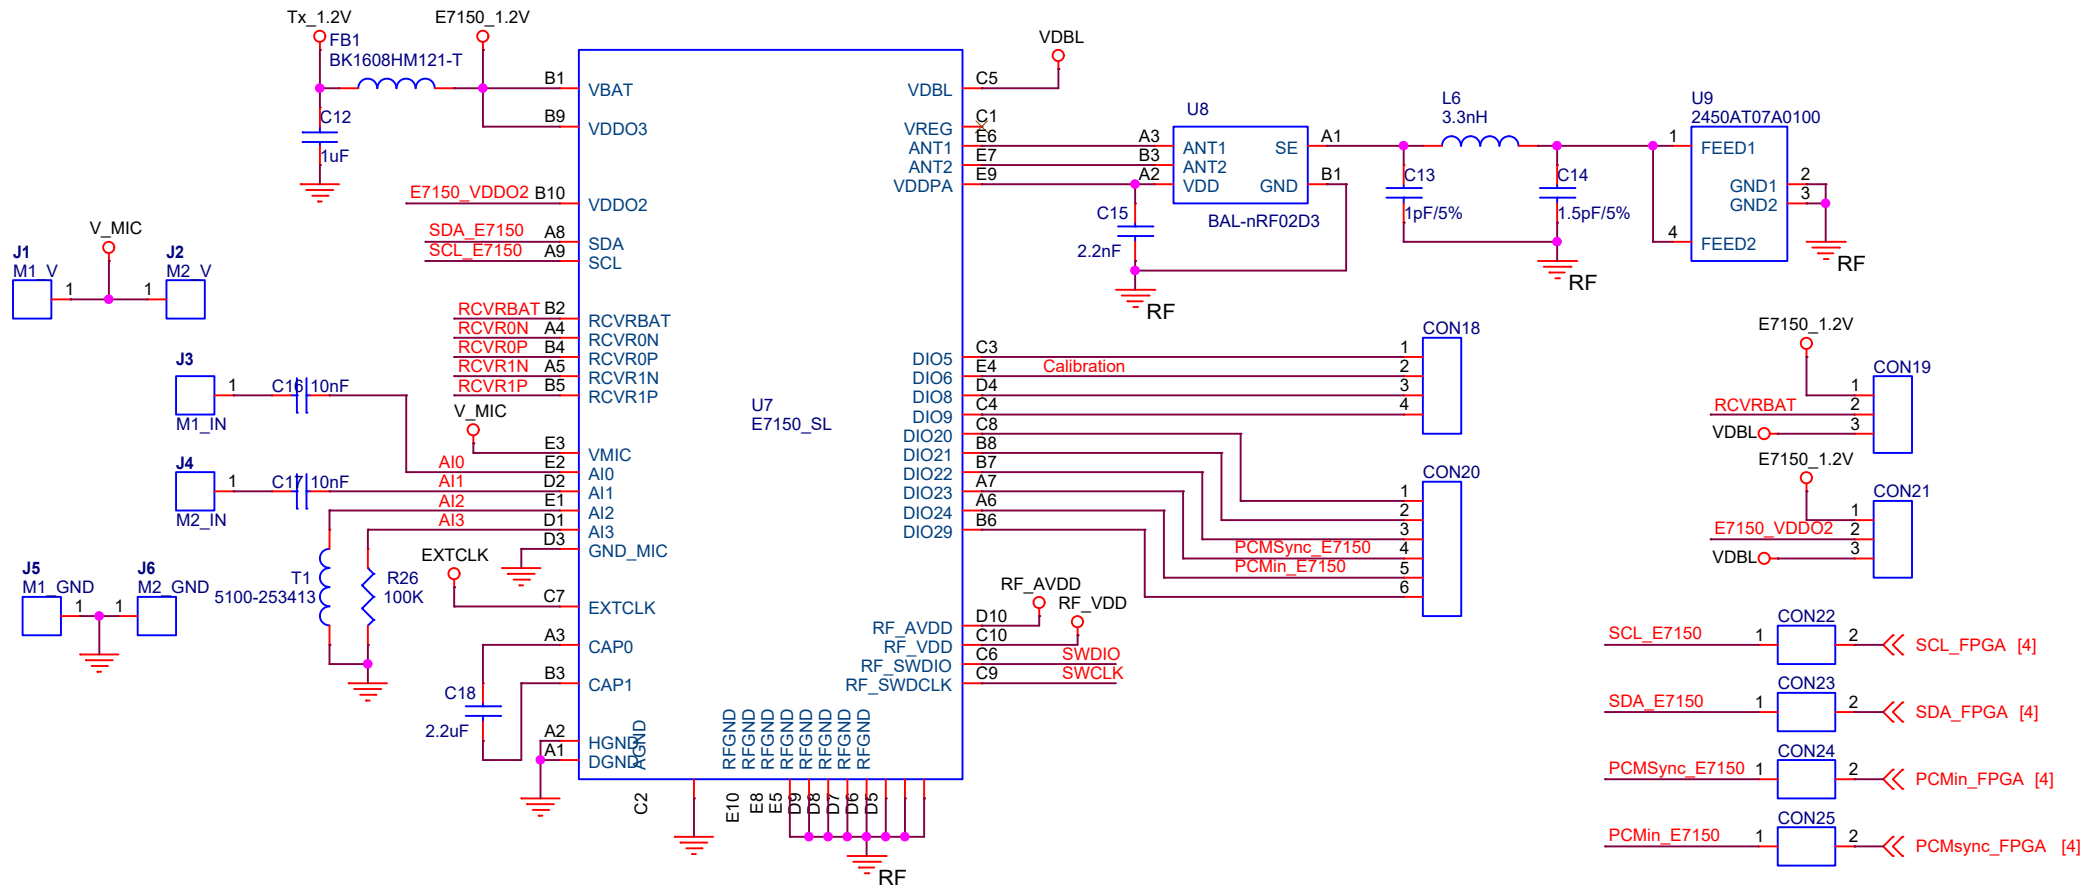 Tx_1.2V
E7150_1.2V
FB1
BK1608HM121-T
C12
1uF
E7150_VDDO2
SDA_E7150
SCL_E7150
V_MIC
J1
M1_V
1
J2
M2_V
1
RCVRBAT
RCVR0N
RCVR0P
RCVR1N
RCVR1P
J3
1
M1_IN
C16 10nF
V_MIC
J4
1
M2_IN
C17 10nF
AI0
AI1
AI2
AI3
EXTCLK
J5
M1_GND
1
J6
M2_GND
1
T1
5100-253413
R26
100K
C18
2.2uF
B1 VBAT
B9 VDDO3
B10 VDDO2
A8 SDA
A9 SCL
B2 RCVRBAT
A4 RCVR0N
B4 RCVR0P
A5 RCVR1N
B5 RCVR1P
E3 VMIC
E2 AI0
D2 AI1
E1 AI2
D1 AI3
D3 GND_MIC
C7 EXTCLK
A3 CAP0
B3 CAP1
A2 HGND
A1 DGND
U7
E7150_SL
AGND
RFGND
RFGND
RFGND
RFGND
RFGND
RFGND
RFGND
RFGND
C2
E10
E8
E5
D9
D8
D7
D6
D5
RF
VDBL C5
VREG C1
ANT1 E6
ANT2 E7
VDDPA E9
DIO5 C3
DIO6 E4
DIO8 D4
DIO9 C4
DIO20 C8
DIO21 B8
DIO22 B7
DIO23 A7
DIO24 A6
DIO29 B6
RF_AVDD D10
RF_VDD C10
RF_SWDIO C6
RF_SWDCLK C9
VDBL
RF_AVDD
RF_VDD
SWDIO
SWCLK
U8
A3 ANT1
B3 ANT2
A2 VDD
SE A1
GND B1
BAL-nRF02D3
C15
2.2nF
RF
C13
1pF/5%
L6
3.3nH
C14
1.5pF/5%
RF
U9
2450AT07A0100
1 FEED1
GND1 2
GND2 3
4 FEED2
RF
Calibration
CON18
1
2
3
4
CON20
1
2
3
PCMSync_E7150 4
PCMin_E7150 5
6
E7150_1.2V
CON19
1
RCVRBAT 2
VDBL 3
E7150_1.2V
CON21
1
E7150_VDDO2 2
VDBL 3
CON22
SCL_E7150 1 2 SCL_FPGA [4]
CON23
SDA_E7150 1 2 SDA_FPGA [4]
CON24
PCMSync_E7150 1 2 PCMin_FPGA [4]
CON25
PCMin_E7150 1 2 PCMsync_FPGA [4]